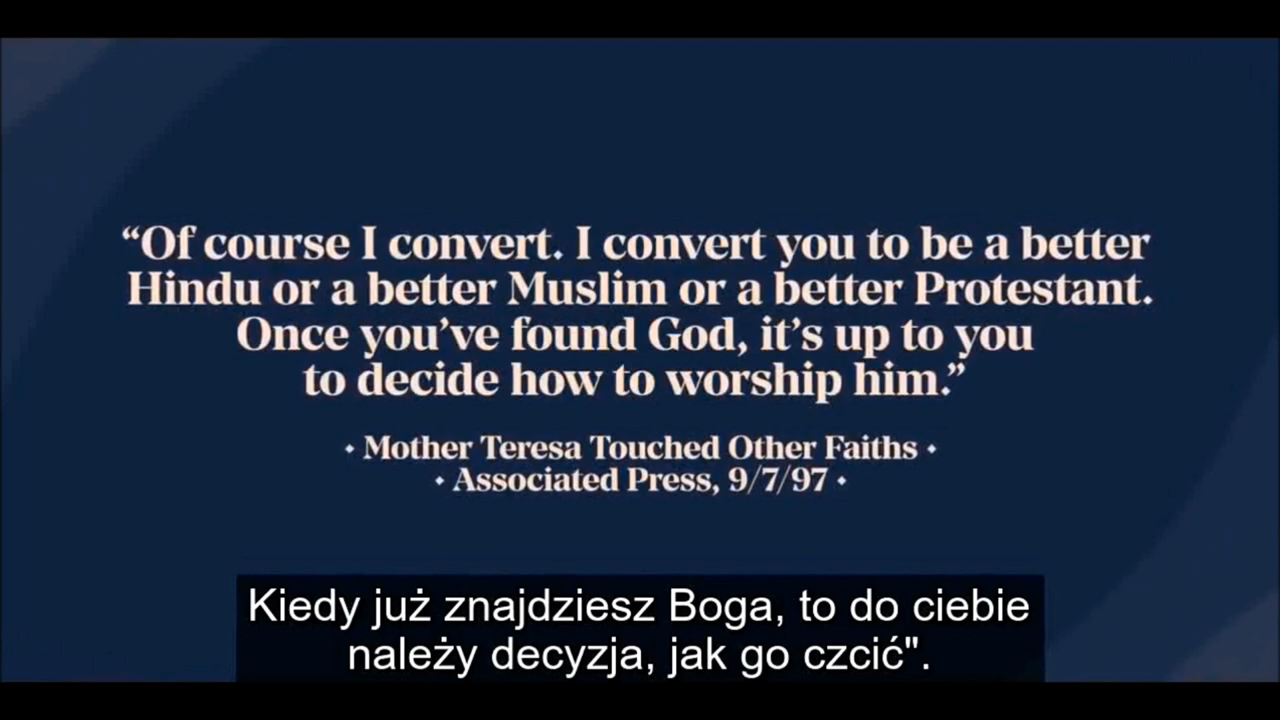 “Of course I convert. I convert you to be a better
Hindu or a better Muslim or a better Protestant.
Once you’ve found God, it’s up to you
to decide how to worship him.”
• Mother Teresa Touched Other Faiths •
• Associated Press, 9/7/97 •
Kiedy już znajdziesz Boga, to do ciebie
należy decyzja, jak go czcić".